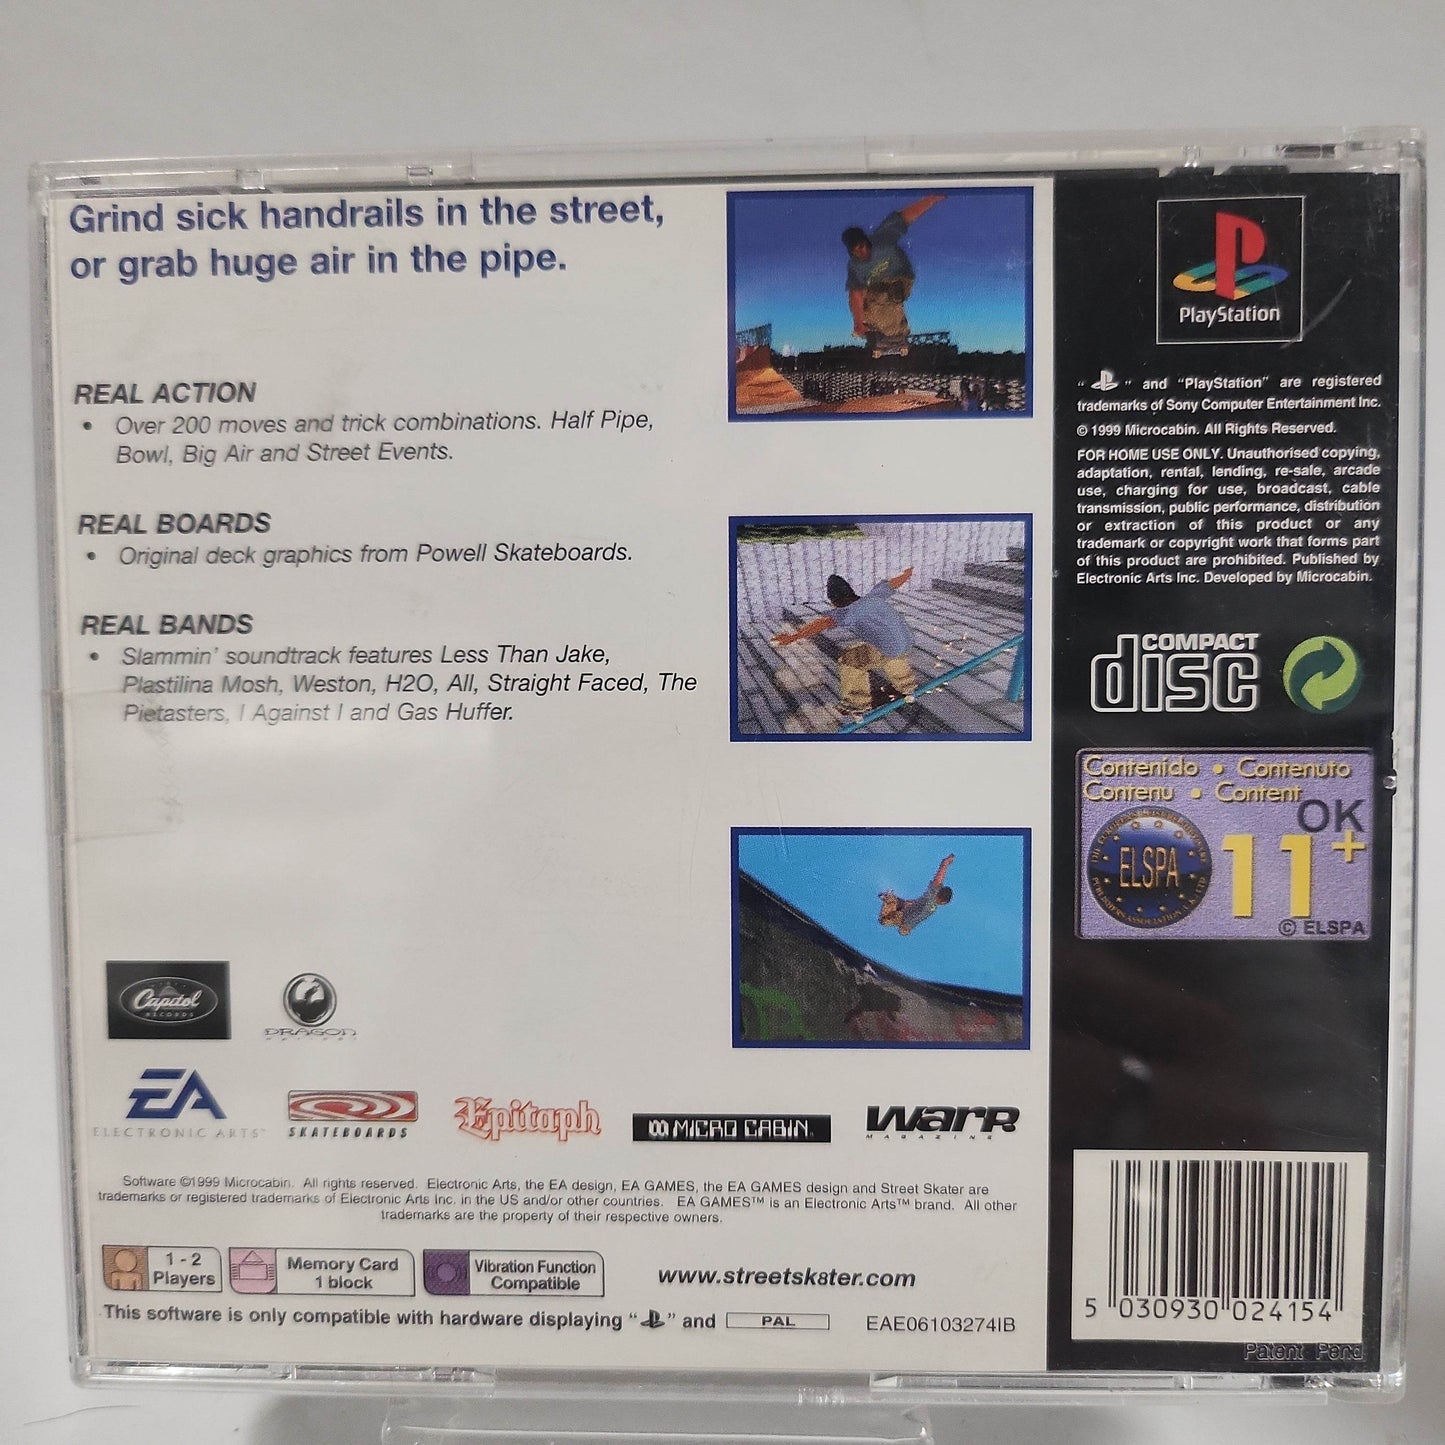 Grind sick handrails in the street,
or grab huge air in the pipe.
REAL ACTION
• Over 200 moves and trick combinations. Half Pipe,
Bowl, Big Air and Street Events.
REAL BOARDS
• Original deck graphics from Powell Skateboards.
REAL BANDS
• Slammin' soundtrack features Less Than Jake,
Plastilina Mosh, Weston, H2O, All, Straight Faced, The
Pietasters, I Against I and Gas Huffer.
Capitol
RECORDS
DRAGON
EA
ELECTRONIC ARTS™
SKATEBOARDS
Epitaph
MICRO CABIN
warp
MAGAZINE
Software ©1999 Microcabin. All rights reserved. Electronic Arts, the EA design, EA GAMES, the EA GAMES design and Street Skater are
trademarks or registered trademarks of Electronic Arts Inc. in the US and/or other countries. EA GAMES™ is an Electronic Arts™ brand. All other
trademarks are the property of their respective owners.
1 - 2
Players
Memory Card
1 block
Vibration Function
Compatible
www.streetsk8ter.com
This software is only compatible with hardware displaying " " and PAL
EAE06103274IB
PlayStation
" " and "PlayStation" are registered
trademarks of Sony Computer Entertainment Inc.
© 1999 Microcabin. All Rights Reserved.
FOR HOME USE ONLY. Unauthorised copying,
adaptation, rental, lending, re-sale, arcade
use, charging for use, broadcast, cable
transmission, public performance, distribution
or extraction of this product or any
trademark or copyright work that forms part
of this product are prohibited. Published by
Electronic Arts Inc. Developed by Microcabin.
COMPACT
disc
Contenido • Contenuto
Contenu • Content
OK
ELSPA
11+
© ELSPA
5 030930 024154
Patent Pend